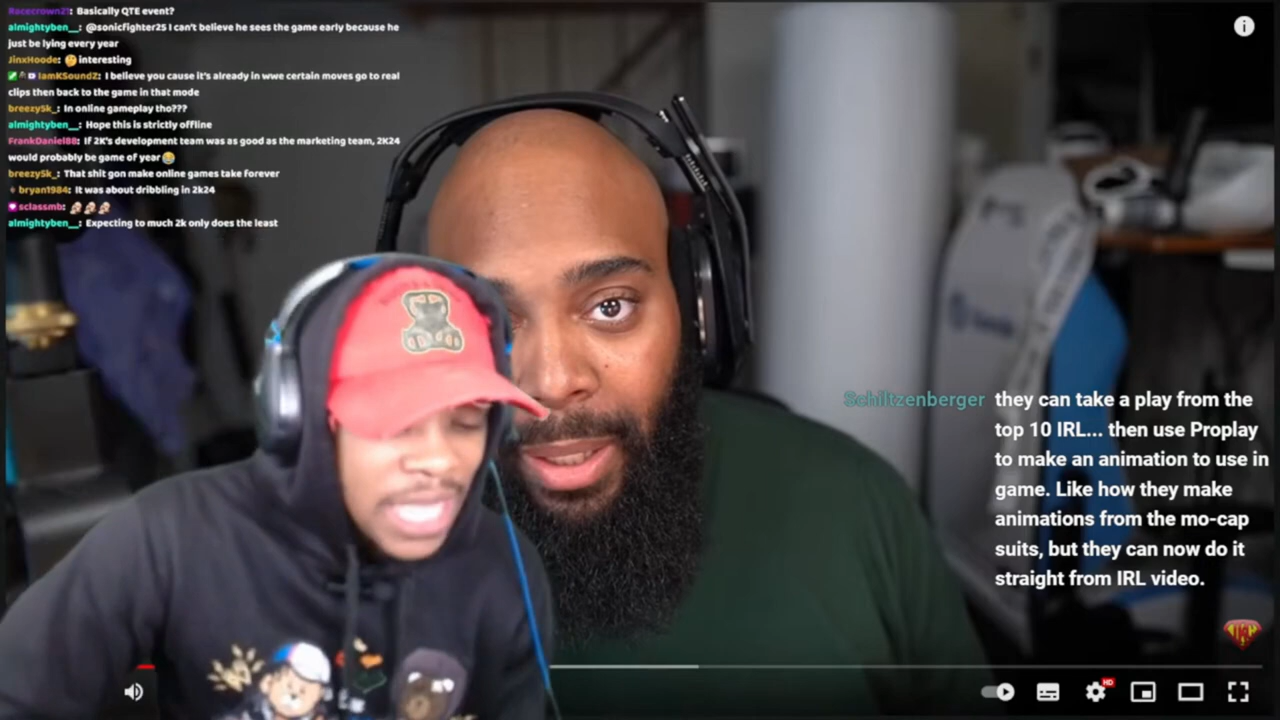 Racecrown21: Basically QTE event?
almightyben__: @sonicfighter25 I can't believe he sees the game early because he
just be lying every year
JinxHoode: 🤔 interesting
IamKSoundZ: I believe you cause it's already in wwe certain moves go to real
clips then back to the game in that mode
breezy5k_: In online gameplay tho???
almightyben__: Hope this is strictly offline
FrankDaniel88: If 2K's development team was as good as the marketing team, 2K24
would probably be game of year😂
breezy5k_: That shit gon make online games take forever
bryan1984: It was about dribbling in 2k24
sclassmb:
almightyben__: Expecting to much 2k only does the least
Schiltzenberger they can take a play from the
top 10 IRL... then use Proplay
to make an animation to use in
game. Like how they make
animations from the mo-cap
suits, but they can now do it
straight from IRL video.
HD